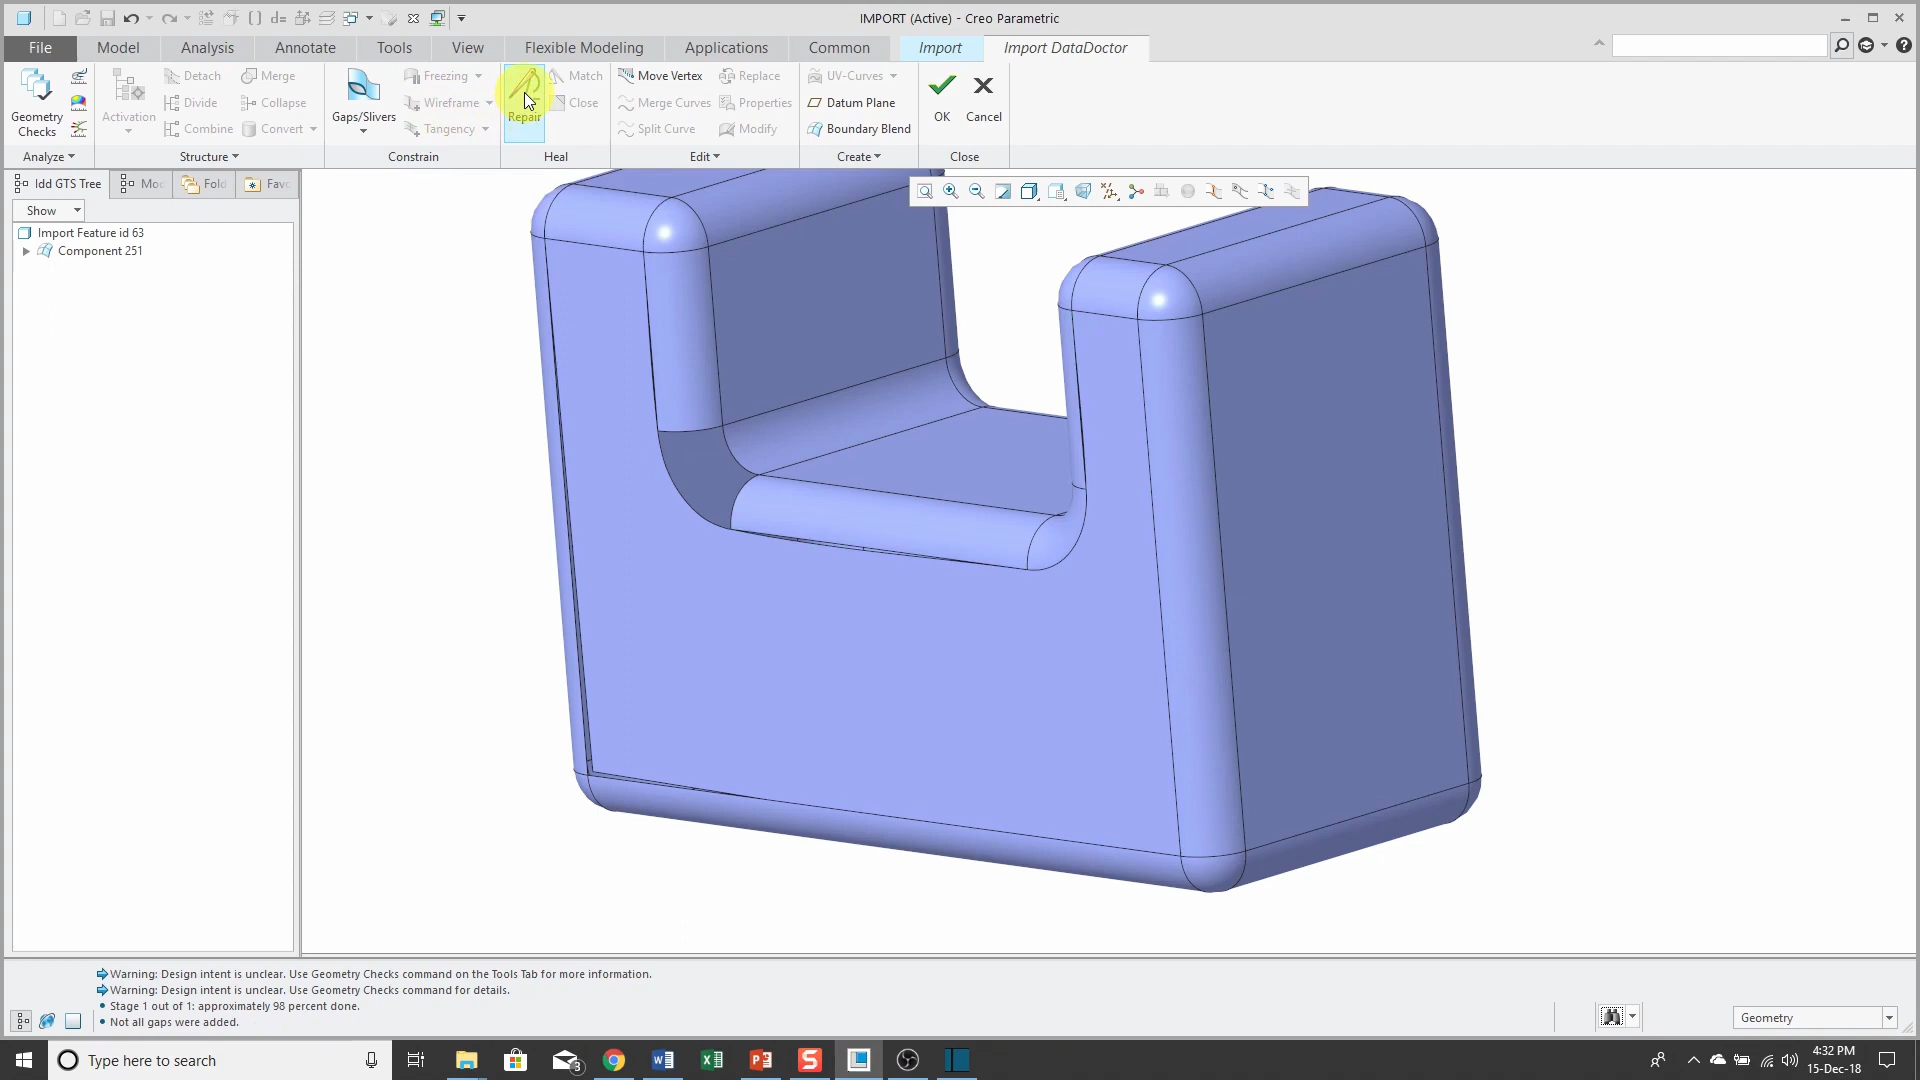 IMPORT (Active) - Creo Parametric
File Model Analysis Annotate Tools View Flexible Modeling Applications Common Import Import DataDoctor
Geometry Checks
Activation
Detach Merge
Divide Collapse
Combine Convert
Gaps/Slivers
Freezing
Wireframe
Tangency
Repair
Match
Close
Move Vertex Replace
Merge Curves Properties
Split Curve Modify
UV-Curves
Datum Plane
Boundary Blend
OK
Cancel
Analyze Structure Constrain Heal Edit Create Close
Idd GTS Tree Mod Fold Favo
Show
Import Feature id 63
Component 251
Warning: Design intent is unclear. Use Geometry Checks command on the Tools Tab for more information.
Warning: Design intent is unclear. Use Geometry Checks command for details.
Stage 1 out of 1: approximately 98 percent done.
Not all gaps were added.
Geometry
Type here to search
3
4:32 PM
15-Dec-18